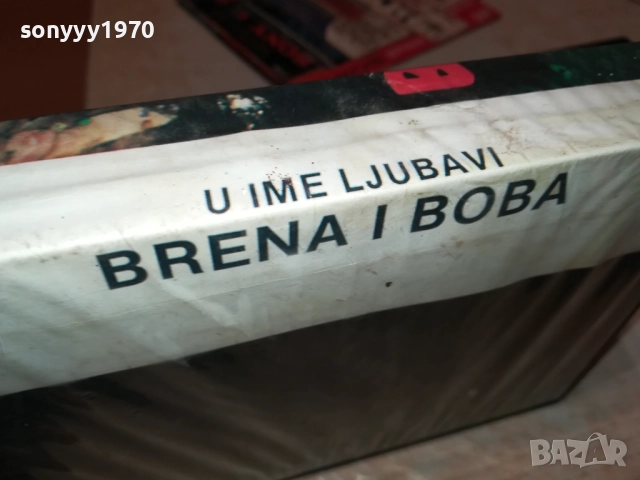 sonyyy1970
U IME LJUBAVI
BRENA I BOBA
BAZAR